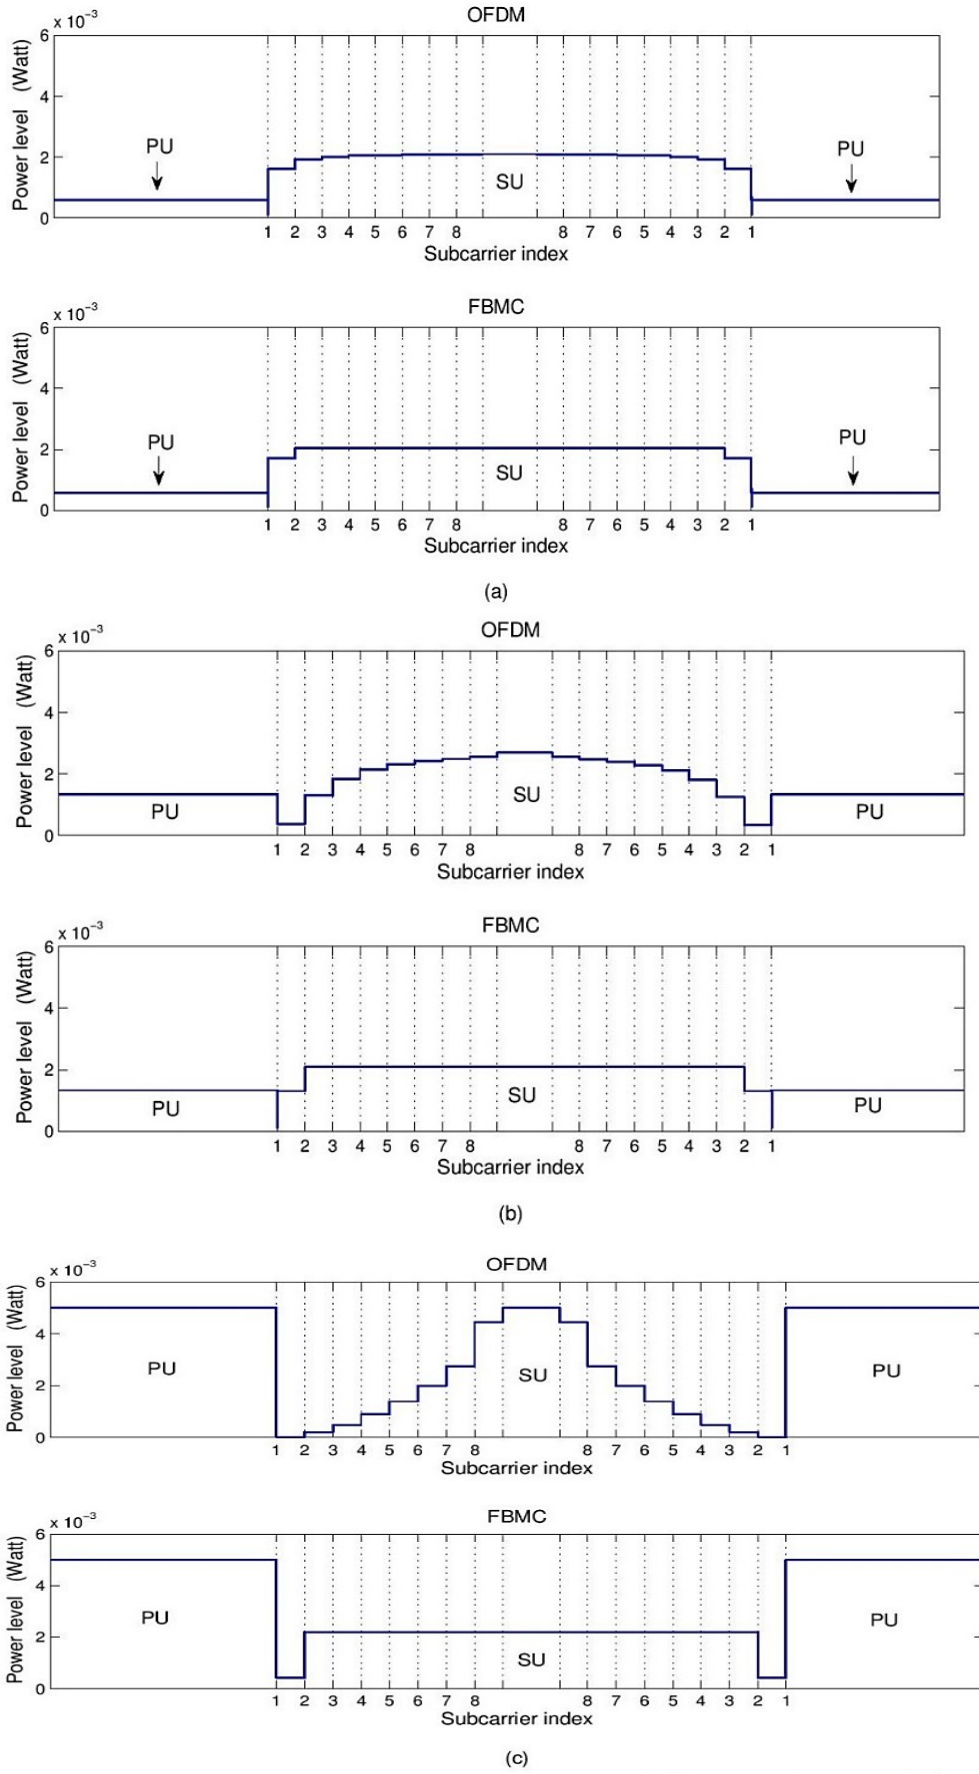 OFDM
x 10⁻³
6
4
2
0
Power level (Watt)
PU
SU
PU
1 2 3 4 5 6 7 8 8 7 6 5 4 3 2 1
Subcarrier index
FBMC
x 10⁻³
6
4
2
0
Power level (Watt)
PU
SU
PU
1 2 3 4 5 6 7 8 8 7 6 5 4 3 2 1
Subcarrier index
(a)
OFDM
x 10⁻³
6
4
2
0
Power level (Watt)
PU
SU
PU
1 2 3 4 5 6 7 8 8 7 6 5 4 3 2 1
Subcarrier index
FBMC
x 10⁻³
6
4
2
0
Power level (Watt)
PU
SU
PU
1 2 3 4 5 6 7 8 8 7 6 5 4 3 2 1
Subcarrier index
(b)
OFDM
x 10⁻³
6
4
2
0
Power level (Watt)
PU
SU
PU
1 2 3 4 5 6 7 8 8 7 6 5 4 3 2 1
Subcarrier index
FBMC
x 10⁻³
6
4
2
0
Power level (Watt)
PU
SU
PU
1 2 3 4 5 6 7 8 8 7 6 5 4 3 2 1
Subcarrier index
(c)